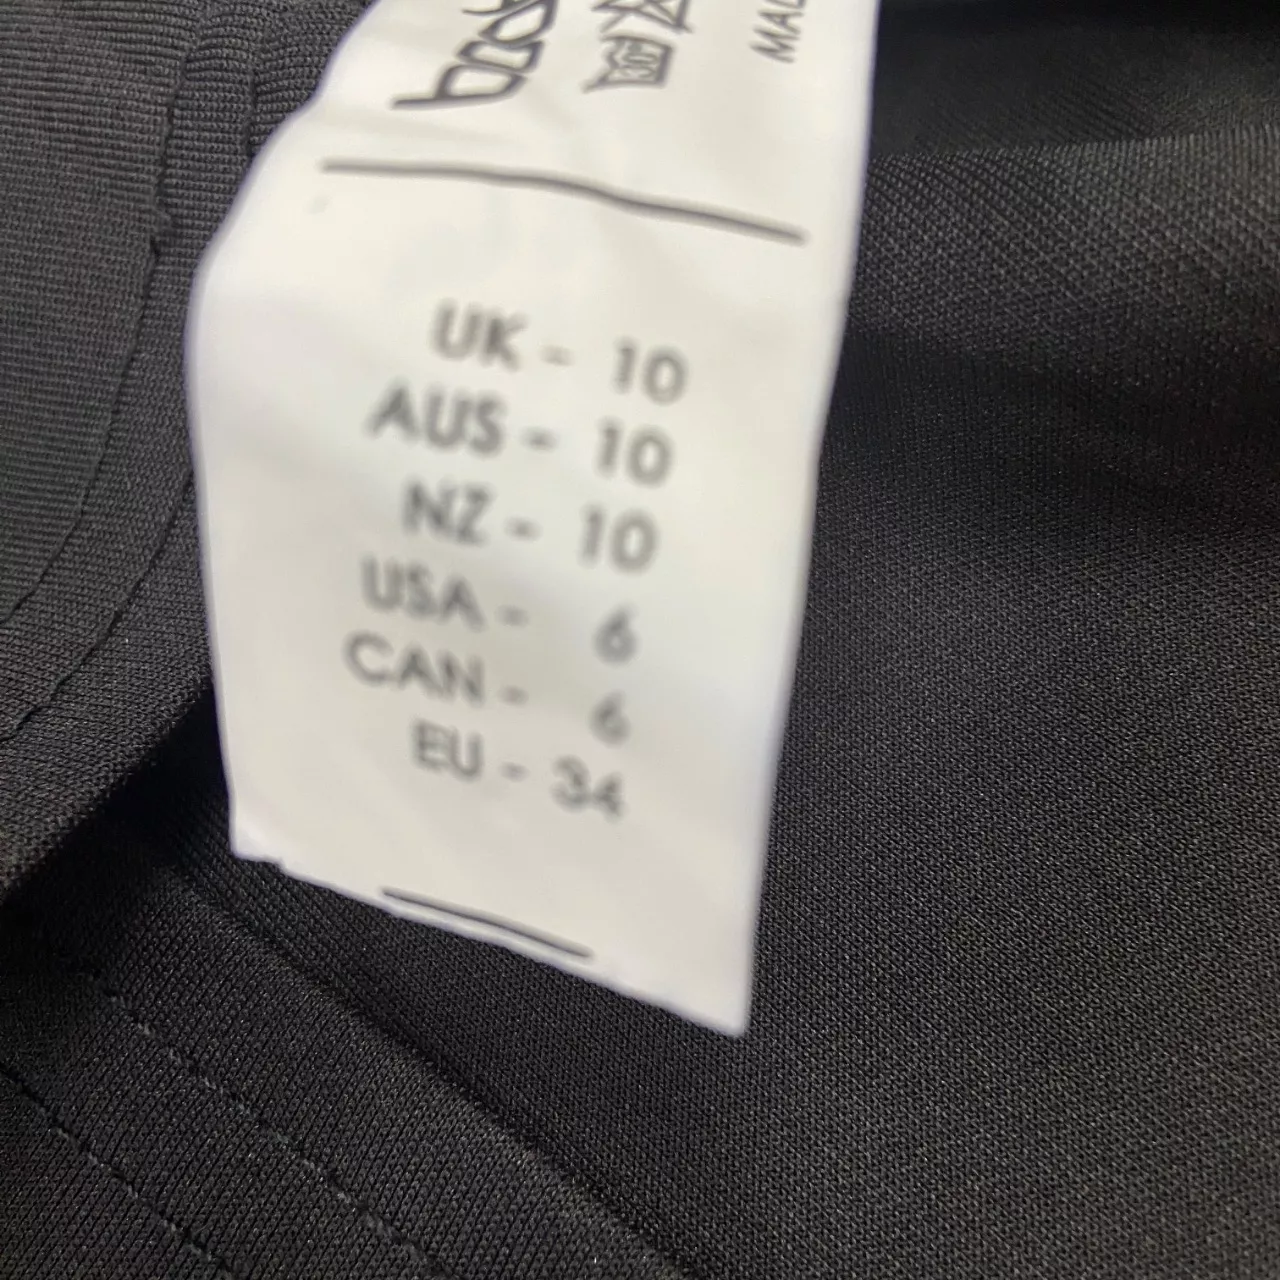 UK - 10
AUS - 10
NZ - 10
USA - 6
CAN - 6
EU - 34